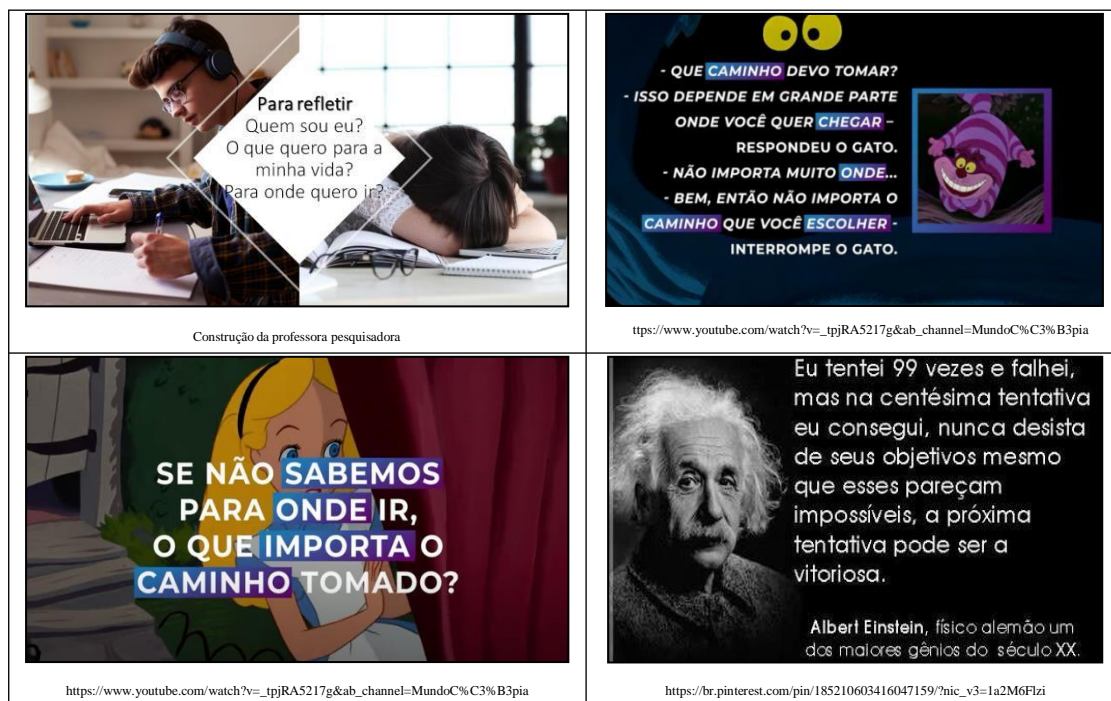 Para refletir
Quem sou eu?
O que quero para a
minha vida?
Para onde quero ir?
Construção da professora pesquisadora
- QUE CAMINHO DEVO TOMAR?
- ISSO DEPENDE EM GRANDE PARTE
ONDE VOCÊ QUER CHEGAR –
RESPONDEU O GATO.
- NÃO IMPORTA MUITO ONDE...
- BEM, ENTÃO NÃO IMPORTA O
CAMINHO QUE VOCÊ ESCOLHER -
INTERROMPE O GATO.
ttps://www.youtube.com/watch?v=_tpjRA5217g&ab_channel=MundoC%C3%B3pia
SE NÃO SABEMOS
PARA ONDE IR,
O QUE IMPORTA O
CAMINHO TOMADO?
https://www.youtube.com/watch?v=_tpjRA5217g&ab_channel=MundoC%C3%B3pia
Eu tentei 99 vezes e falhei,
mas na centésima tentativa
eu consegui, nunca desista
de seus objetivos mesmo
que esses pareçam
impossíveis, a próxima
tentativa pode ser a
vitoriosa.
Albert Einstein, físico alemão um
dos maiores gênios do século XX.
https://br.pinterest.com/pin/185210603416047159/?nic_v3=1a2M6Flzi